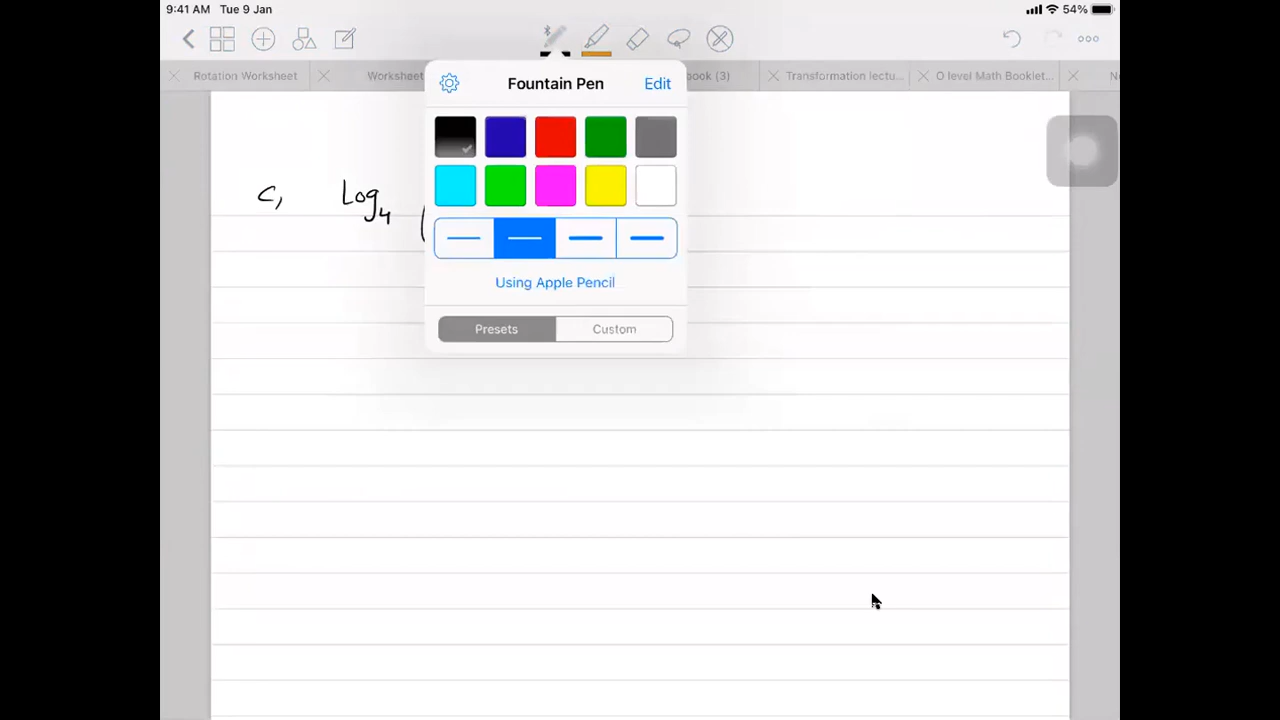 9:41 AM Tue 9 Jan 54%
Rotation Worksheet Worksheet book (3) Transformation lectu... O level Math Booklet...
Fountain Pen Edit
c, Log4 (
Using Apple Pencil
Presets Custom